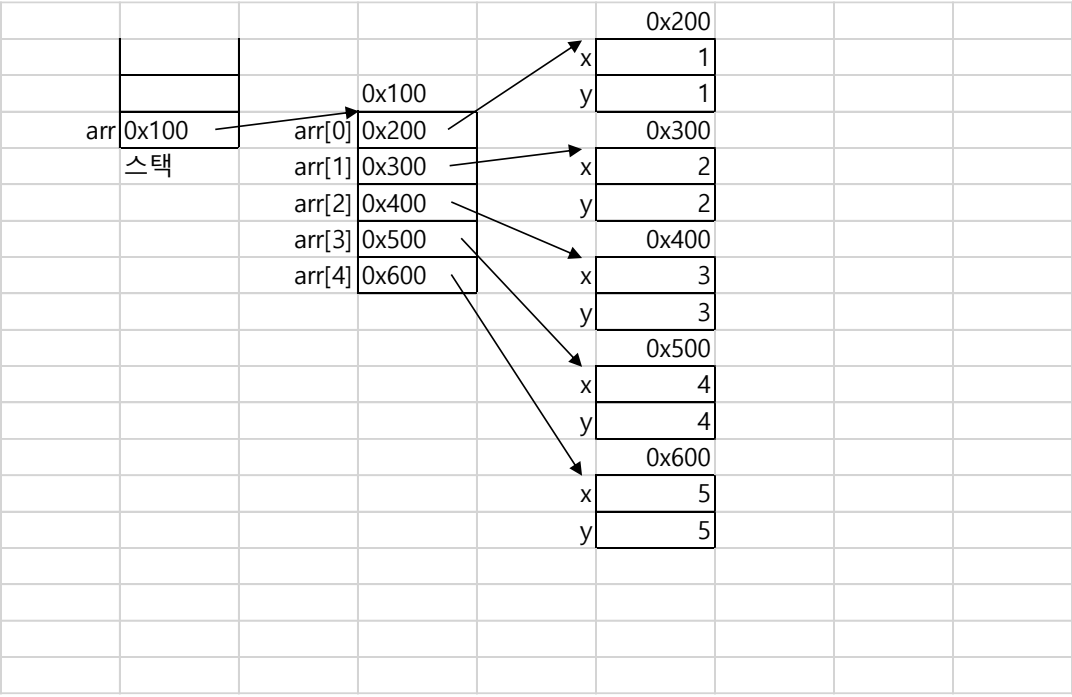 0x200
x 1
0x100 y 1
arr 0x100 arr[0] 0x200 0x300
스택 arr[1] 0x300 x 2
arr[2] 0x400 y 2
arr[3] 0x500 0x400
arr[4] 0x600 x 3
y 3
0x500
x 4
y 4
0x600
x 5
y 5